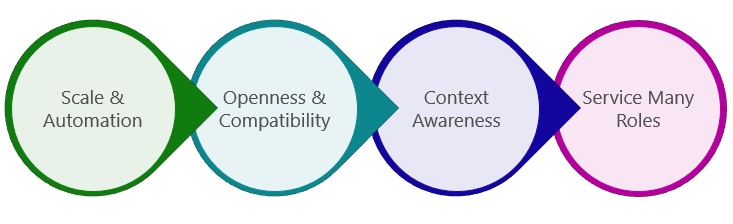 Scale &
Automation
Openness &
Compatibility
Context
Awareness
Service Many
Roles